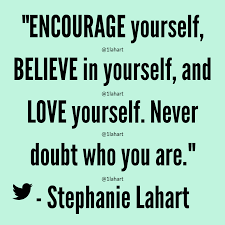 "ENCOURAGE yourself,
@Slahart
BELIEVE in yourself, and
@Slahart
LOVE yourself. Never
@Slahart
doubt who you are."
@Slahart
- Stephanie Lahart